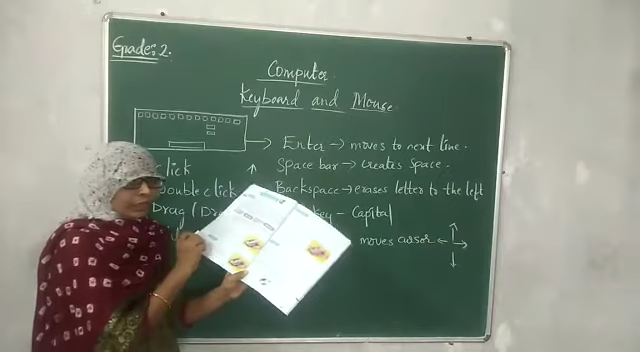 Grade: 2.
Computer
Keyboard and Mouse
Enter → moves to next line.
Click
Space bar → creates space.
Double click
Backspace → erases letter to the left
Drag
key - Capital
moves cursor ←